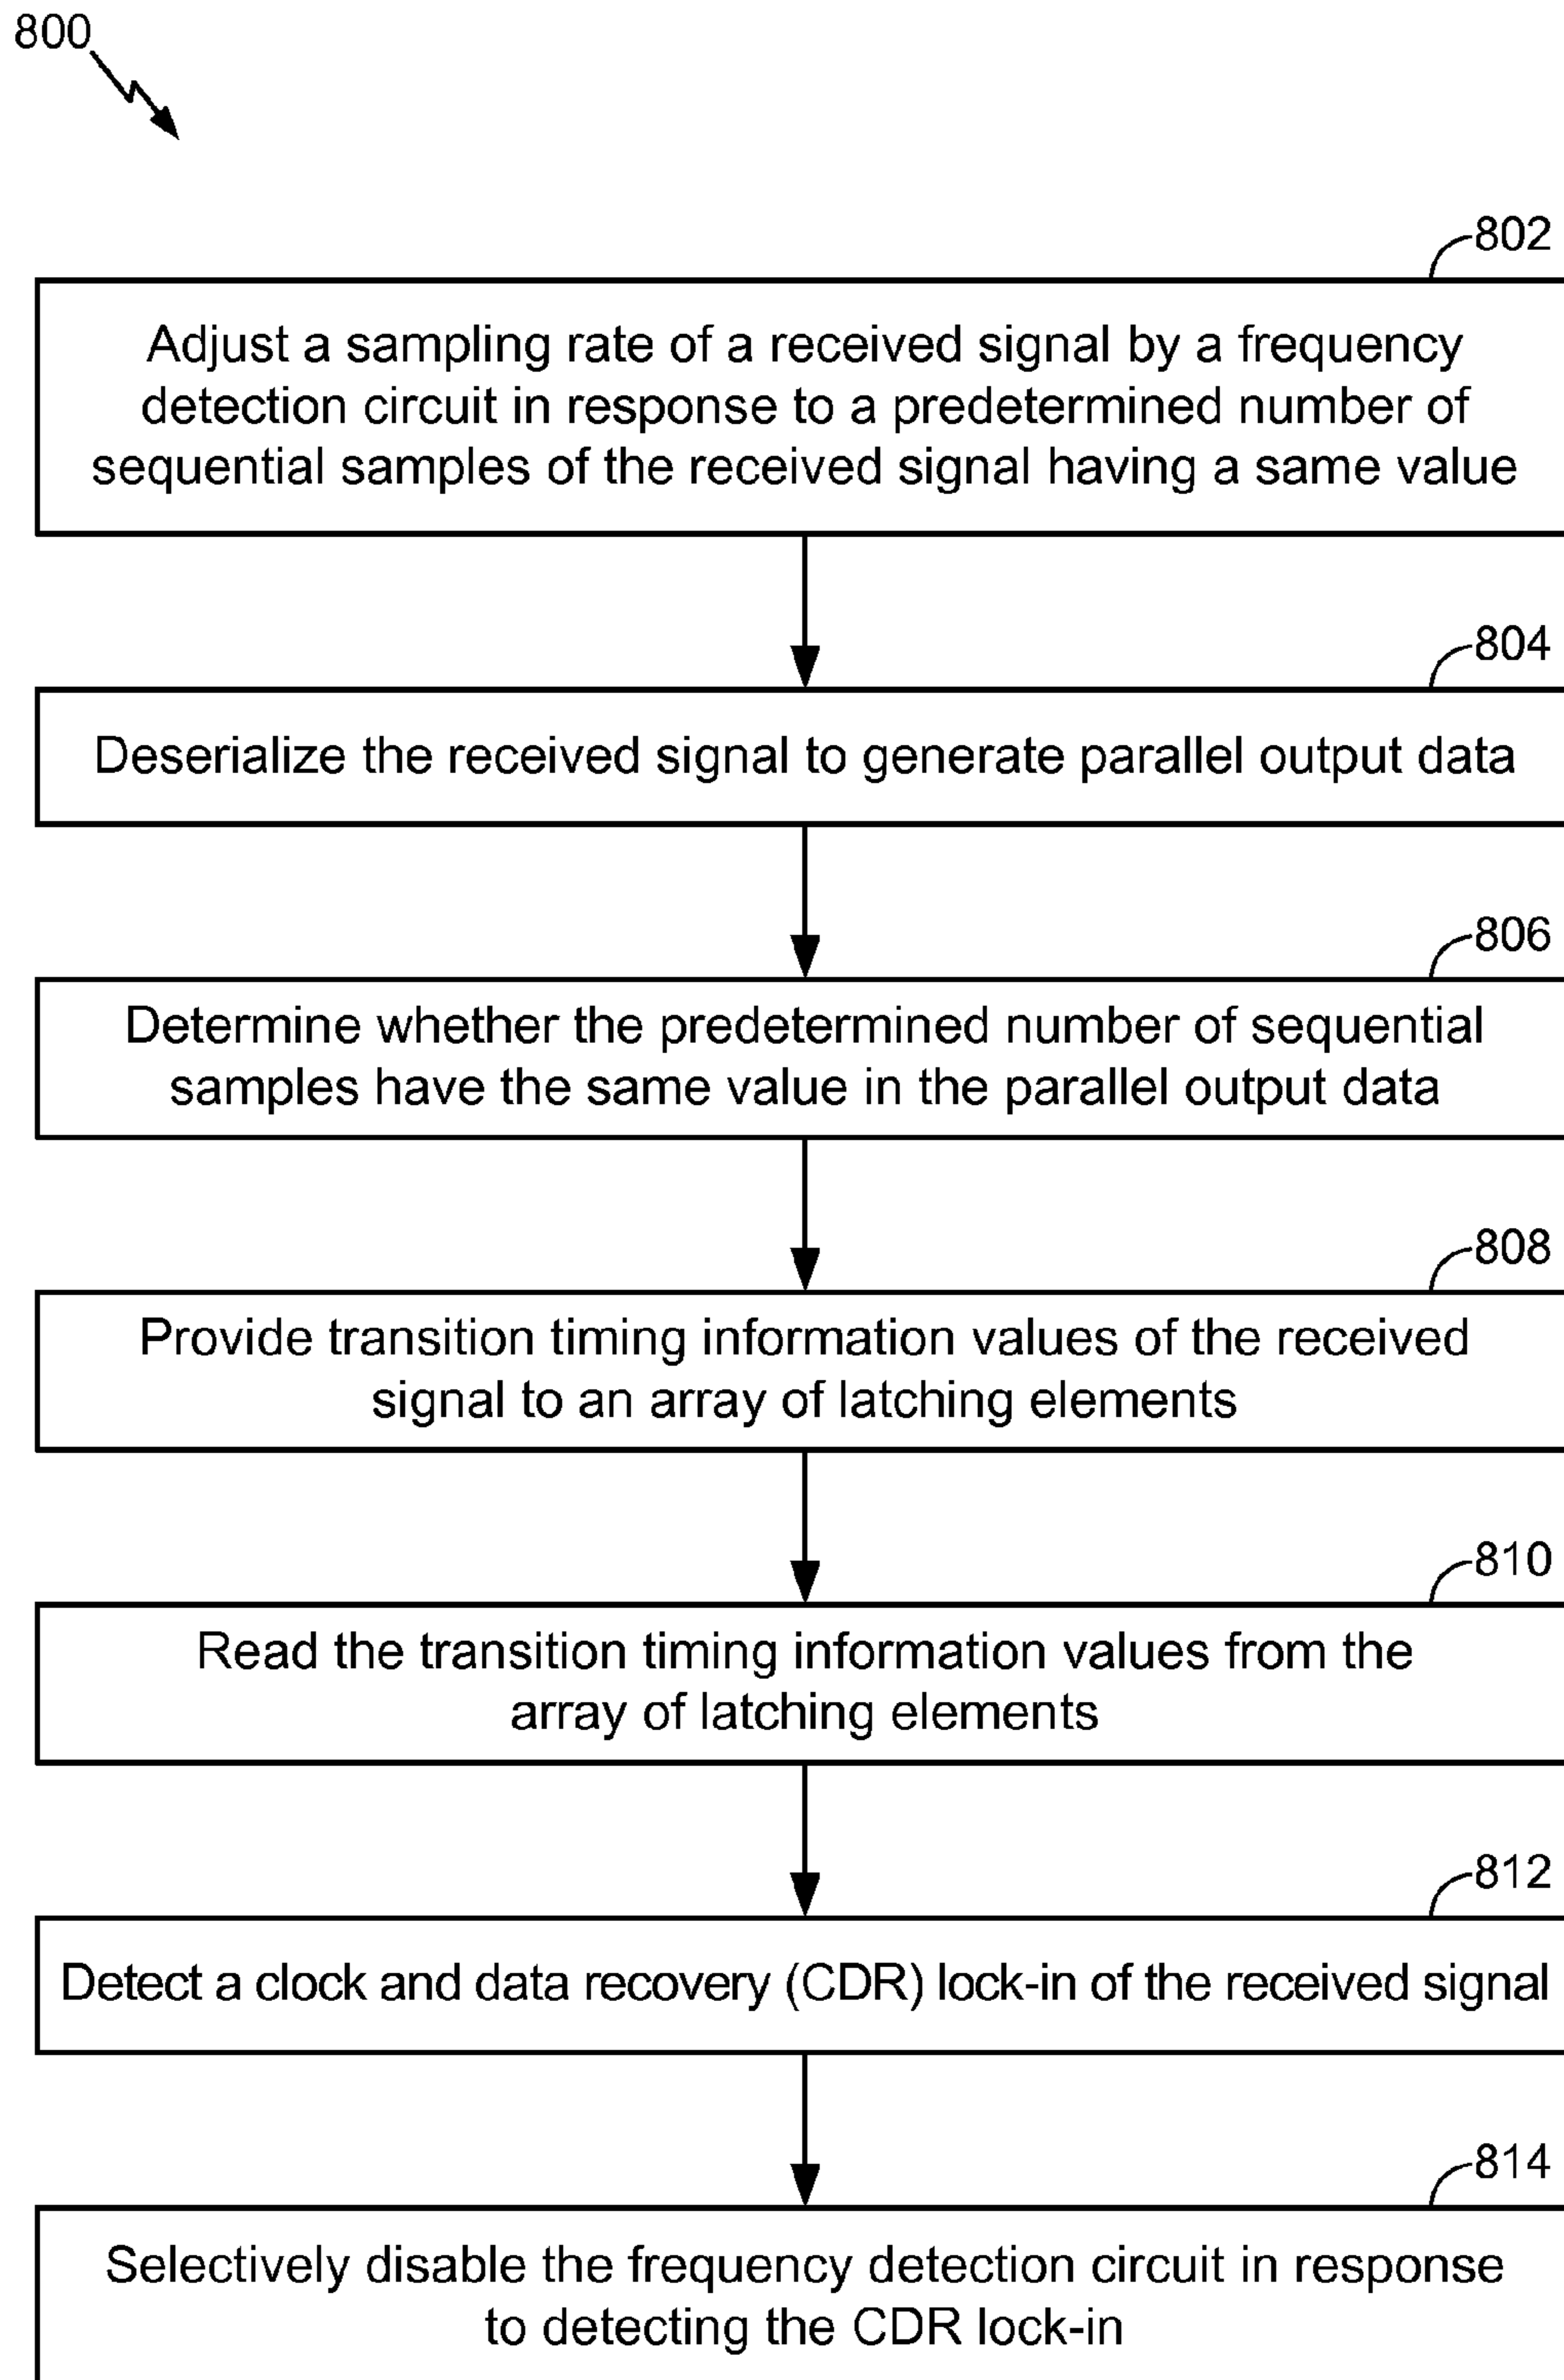 800
802
Adjust a sampling rate of a received signal by a frequency
detection circuit in response to a predetermined number of
sequential samples of the received signal having a same value
804
Deserialize the received signal to generate parallel output data
806
Determine whether the predetermined number of sequential
samples have the same value in the parallel output data
808
Provide transition timing information values of the received
signal to an array of latching elements
810
Read the transition timing information values from the
array of latching elements
812
Detect a clock and data recovery (CDR) lock-in of the received signal
814
Selectively disable the frequency detection circuit in response
to detecting the CDR lock-in